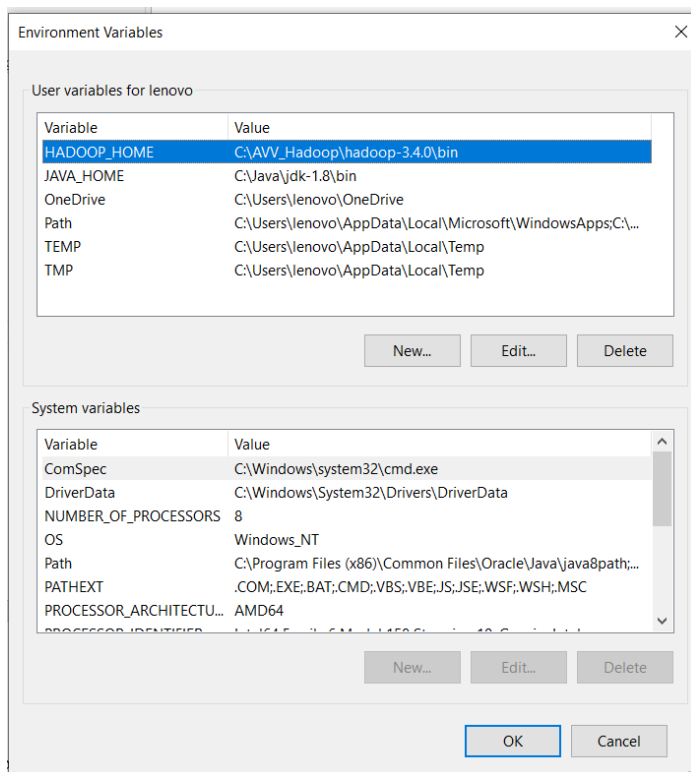 Environment Variables
User variables for lenovo
Variable Value
HADOOP_HOME C:\AVV_Hadoop\hadoop-3.4.0\bin
JAVA_HOME C:\Java\jdk-1.8\bin
OneDrive C:\Users\lenovo\OneDrive
Path C:\Users\lenovo\AppData\Local\Microsoft\WindowsApps;C:\...
TEMP C:\Users\lenovo\AppData\Local\Temp
TMP C:\Users\lenovo\AppData\Local\Temp
New... Edit... Delete
System variables
Variable Value
ComSpec C:\Windows\system32\cmd.exe
DriverData C:\Windows\System32\Drivers\DriverData
NUMBER_OF_PROCESSORS 8
OS Windows_NT
Path C:\Program Files (x86)\Common Files\Oracle\Java\java8path;...
PATHEXT .COM;.EXE;.BAT;.CMD;.VBS;.VBE;.JS;.JSE;.WSF;.WSH;.MSC
PROCESSOR_ARCHITECTU... AMD64
New... Edit... Delete
OK Cancel